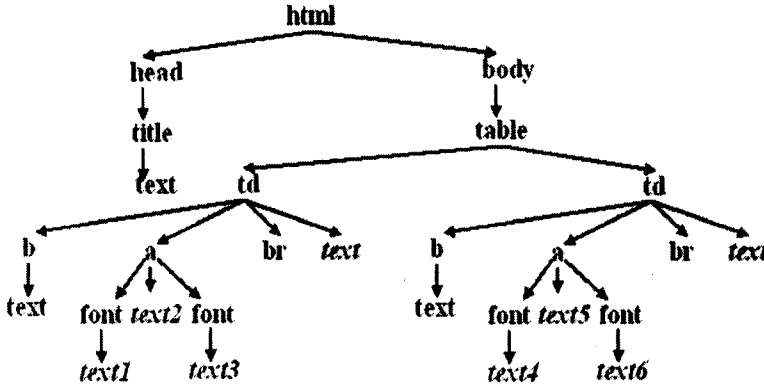 html
head body
title table
text td td
b a br text b a br text
text font text2 font text font text5 font
text1 text3 text4 text6